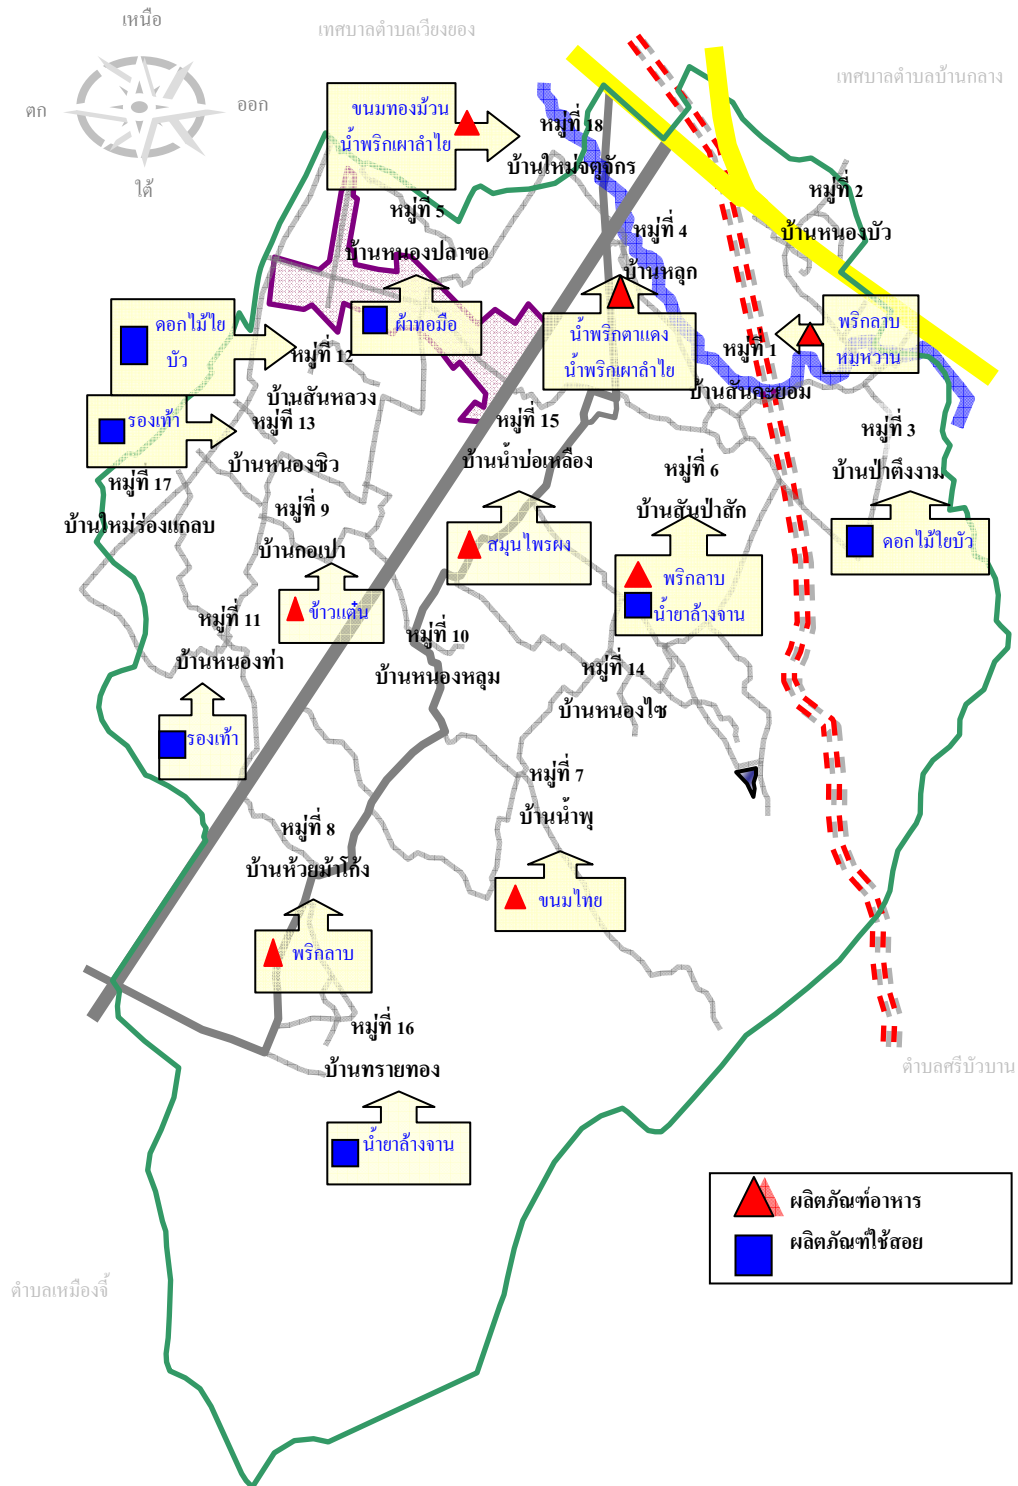 เหนือ
เทศบาลตำบลเวียงยอง
เทศบาลตำบลบ้านกลาง
ตก
ออก
ใต้
ขนมทองม้วน
น้ำพริกเผาลำไย
หมู่ที่ 18
บ้านใหม่จตุจักร
หมู่ที่ 2
บ้านหนองบัว
หมู่ที่ 5
บ้านหนองปลาขอ
หมู่ที่ 4
บ้านหลุก
ดอกไม้ใย
บัว
ผ้าทอมือ
น้ำพริกตาแดง
น้ำพริกเผาลำไย
พริกลาบ
หมูหวาน
หมู่ที่ 1
บ้านสันคะยอม
หมู่ที่ 12
บ้านสันหลวง
รองเท้า
หมู่ที่ 13
บ้านหนองซิว
หมู่ที่ 15
บ้านน้ำบ่อเหลือง
หมู่ที่ 3
บ้านป่าตึงงาม
หมู่ที่ 17
บ้านใหม่ร่องแกลบ
หมู่ที่ 9
บ้านกอเปา
หมู่ที่ 6
บ้านสันป่าสัก
สมุนไพรผง
ดอกไม้ใยบัว
พริกลาบ
น้ำยาล้างจาน
ข้าวแต๋น
หมู่ที่ 11
บ้านหนองท่า
หมู่ที่ 10
บ้านหนองหลุม
หมู่ที่ 14
บ้านหนองไซ
รองเท้า
หมู่ที่ 7
บ้านน้ำพุ
หมู่ที่ 8
บ้านห้วยม้าโก้ง
ขนมไทย
พริกลาบ
หมู่ที่ 16
บ้านทรายทอง
ตำบลศรีบัวบาน
น้ำยาล้างจาน
ผลิตภัณฑ์อาหาร
ผลิตภัณฑ์ใช้สอย
ตำบลเหมืองจี้